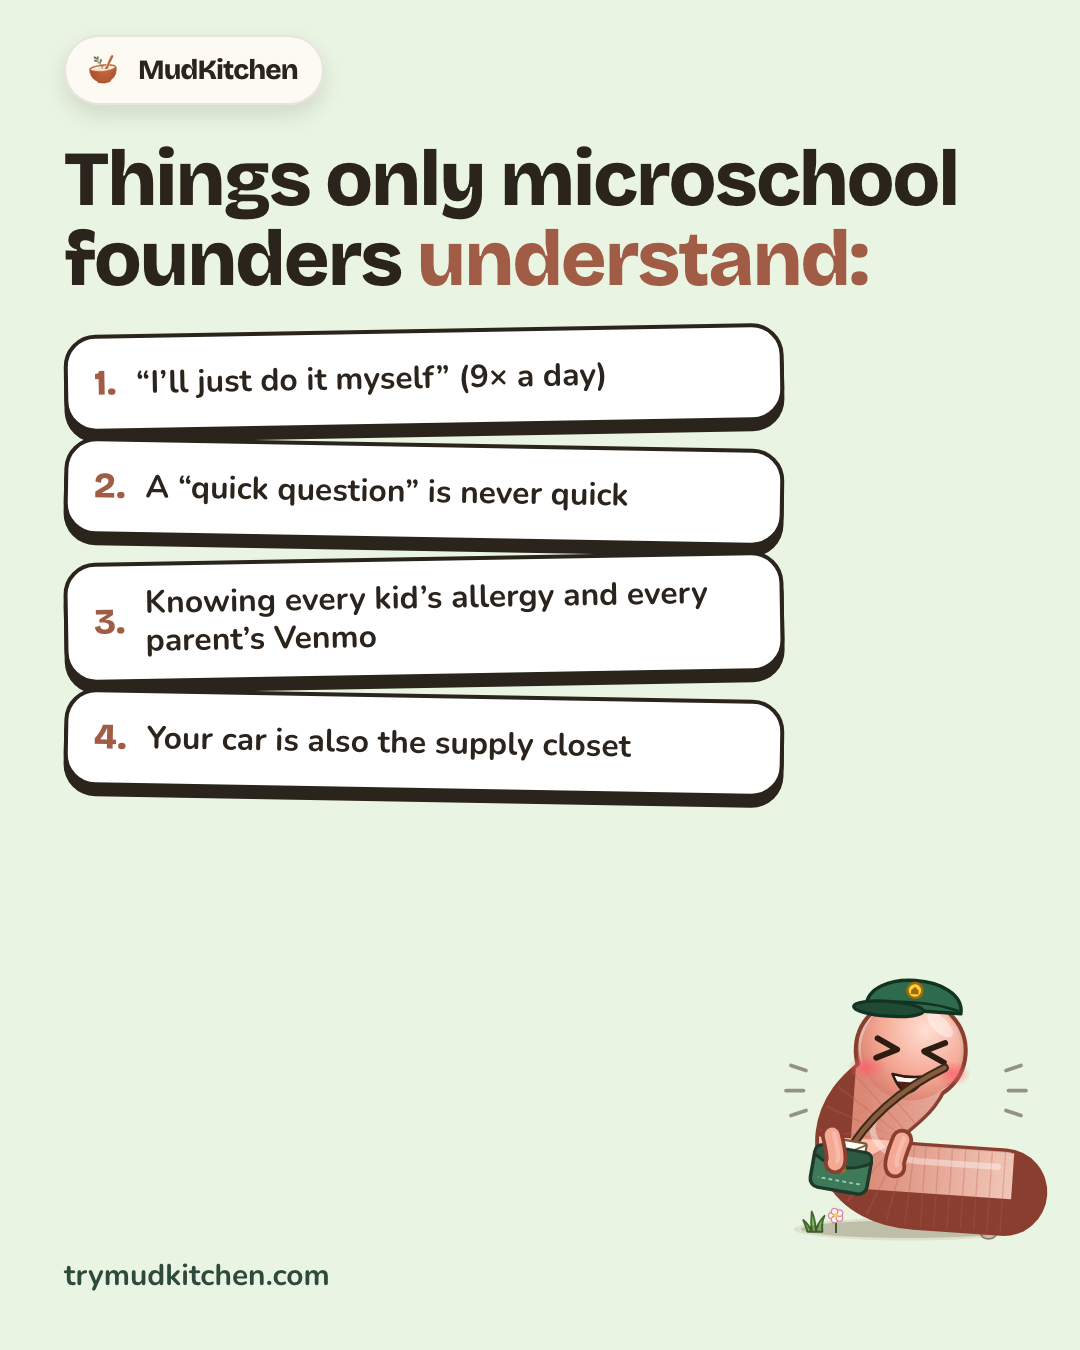 MudKitchen
Things only microschool
founders understand:
1. “I’ll just do it myself” (9× a day)
2. A “quick question” is never quick
3. Knowing every kid’s allergy and every
parent’s Venmo
4. Your car is also the supply closet
trymudkitchen.com